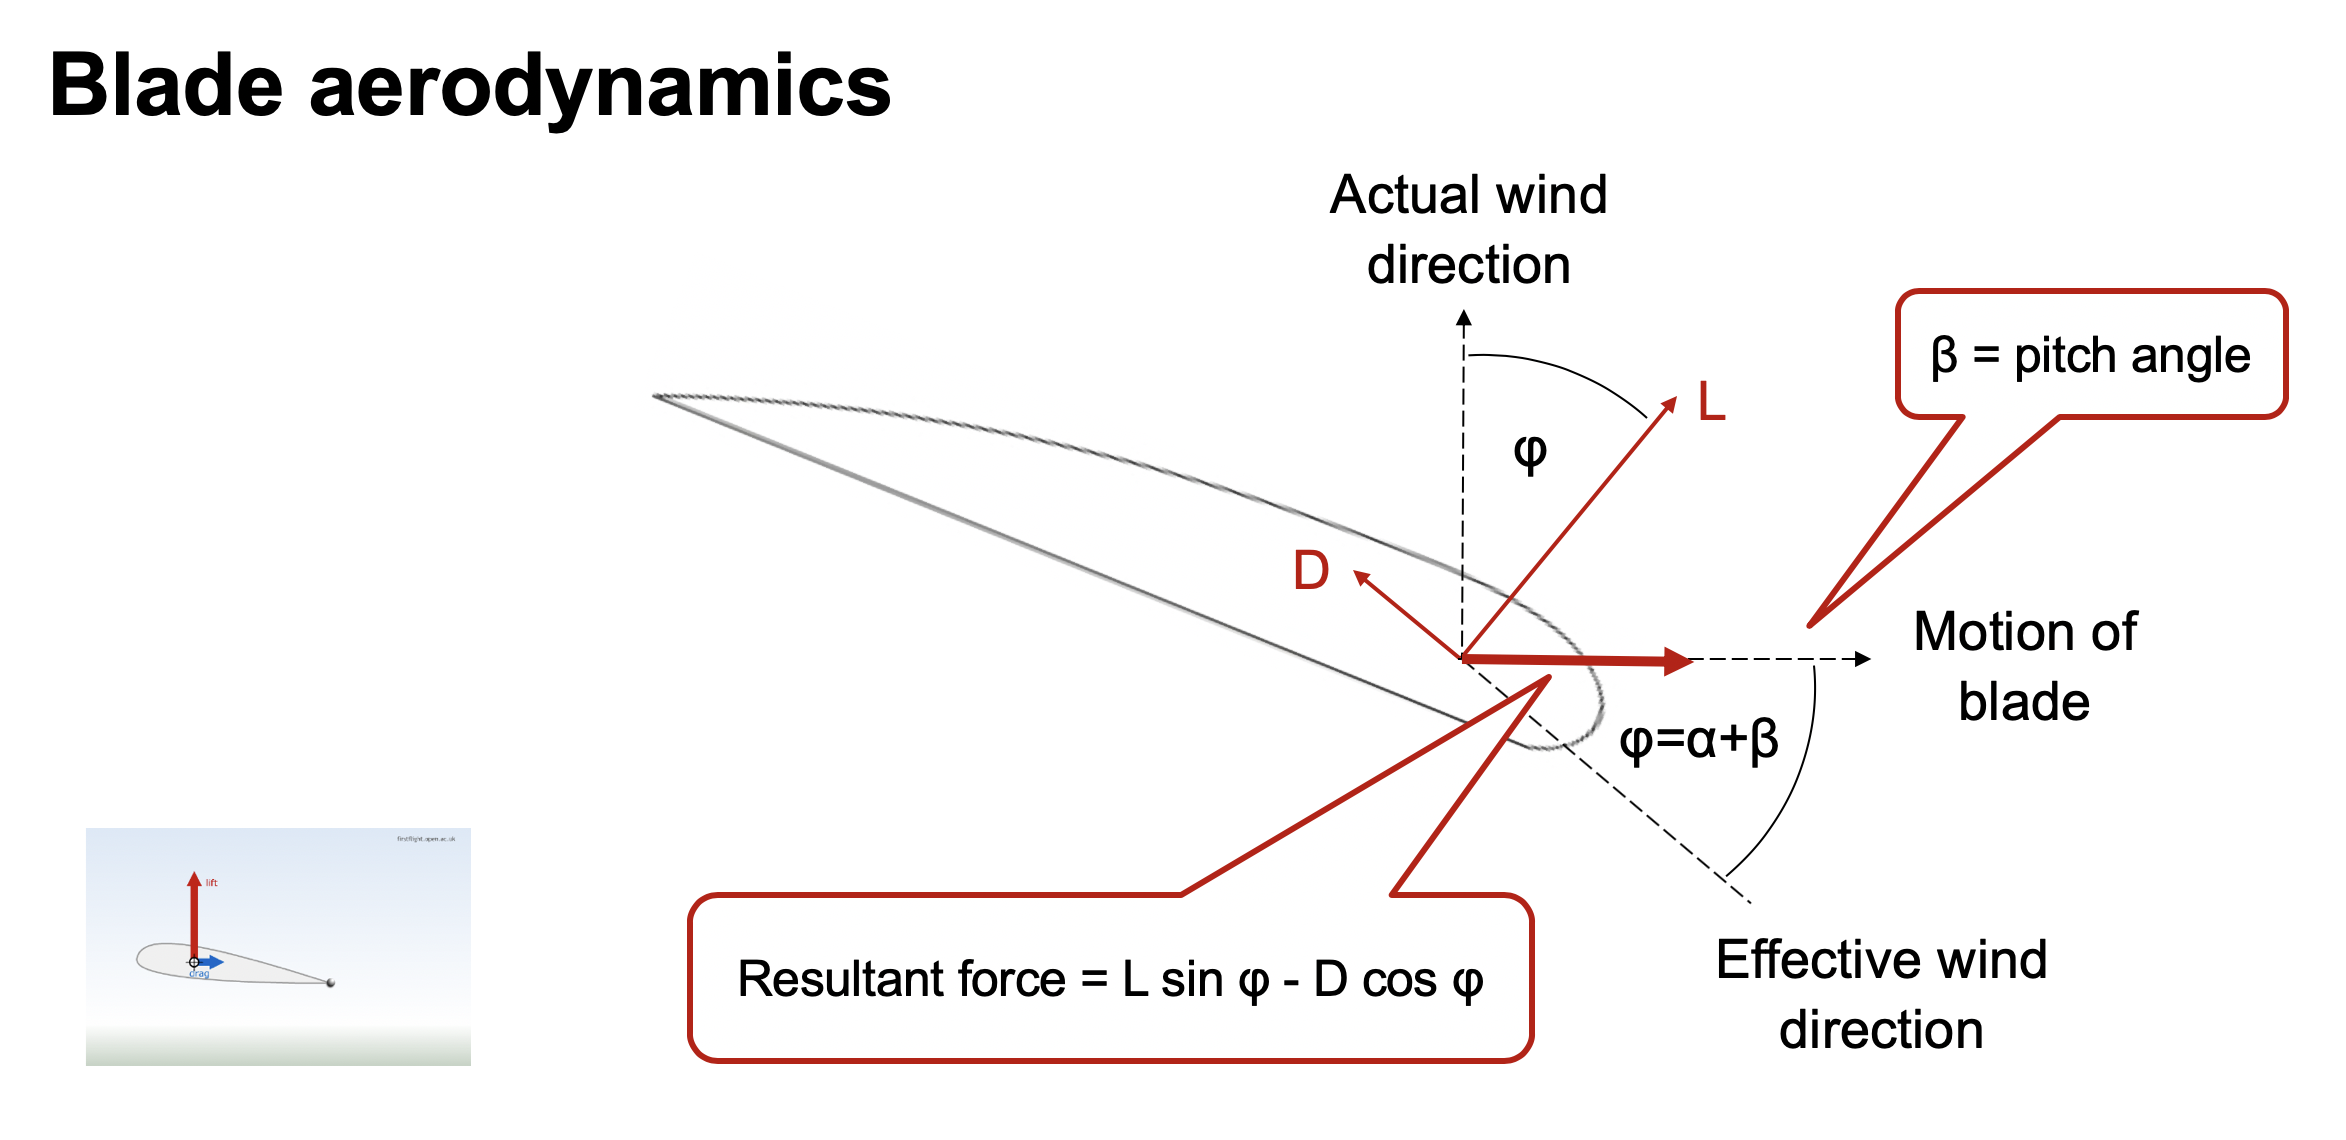 Blade aerodynamics
Actual wind
direction
β = pitch angle
L
φ
D
Motion of
blade
φ=α+β
firstflight.open.ac.uk
lift
drag
Resultant force = L sin φ - D cos φ
Effective wind
direction